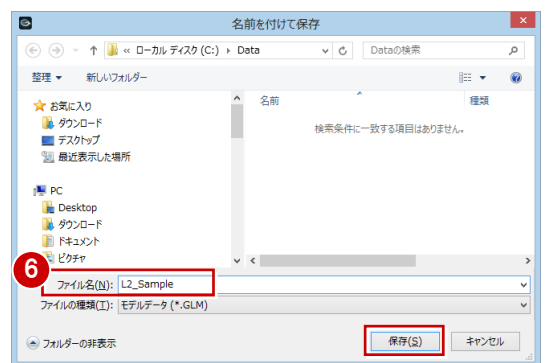 名前を付けて保存
« ローカル ディスク (C:) ▸ Data
Dataの検索
整理 ▼ 新しいフォルダー
お気に入り
ダウンロード
デスクトップ
最近表示した場所
PC
Desktop
ダウンロード
ドキュメント
ピクチャ
名前 種類
検索条件に一致する項目はありません。
6
ファイル名(N): L2_Sample
ファイルの種類(T): モデルデータ (*.GLM)
フォルダーの非表示
保存(S) キャンセル